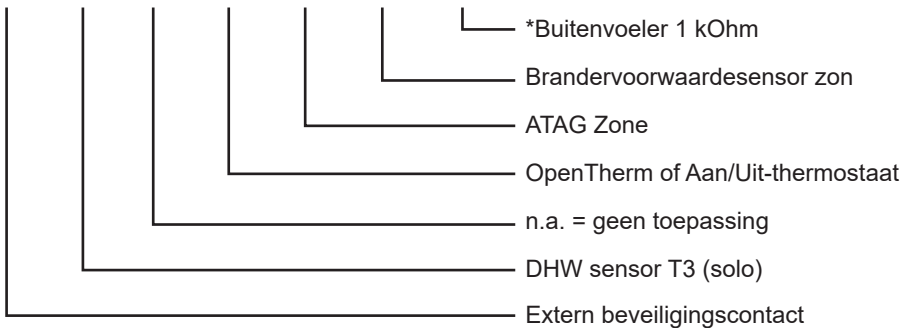 *Buitenvoeler 1 kOhm
Brandervoorwaardesensor zon
ATAG Zone
OpenTherm of Aan/Uit-thermostaat
n.a. = geen toepassing
DHW sensor T3 (solo)
Extern beveiligingscontact